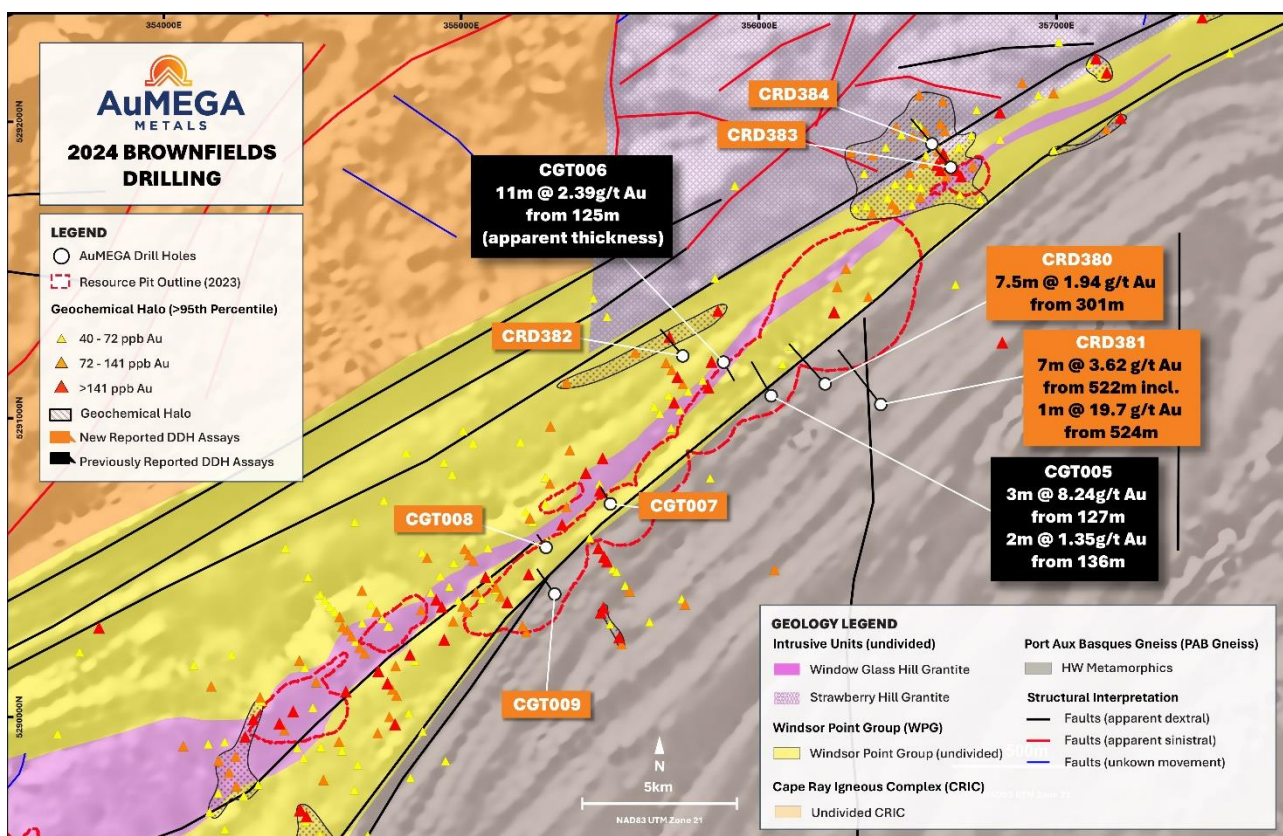 354000E
355000E
356000E
357000E
5292000N
5291000N
5290000N
AuMEGA
METALS
2024 BROWNFIELDS
DRILLING
LEGEND
AuMEGA Drill Holes
Resource Pit Outline (2023)
Geochemical Halo (>95th Percentile)
40 - 72 ppb Au
72 - 141 ppb Au
>141 ppb Au
Geochemical Halo
New Reported DDH Assays
Previously Reported DDH Assays
CGT006
11m @ 2.39g/t Au
from 125m
(apparent thickness)
CRD384
CRD383
CRD382
CRD380
7.5m @ 1.94 g/t Au
from 301m
CRD381
7m @ 3.62 g/t Au
from 522m incl.
1m @ 19.7 g/t Au
from 524m
CGT005
3m @ 8.24g/t Au
from 127m
2m @ 1.35g/t Au
from 136m
CGT007
CGT008
CGT009
N
5km
NAD83 UTM Zone 21
GEOLOGY LEGEND
Intrusive Units (undivided)
Window Glass Hill Grantite
Strawberry Hill Grantite
Windsor Point Group (WPG)
Windsor Point Group (undivided)
Cape Ray Igneous Complex (CRIC)
Undivided CRIC
Port Aux Basques Gneiss (PAB Gneiss)
HW Metamorphics
Structural Interpretation
Faults (apparent dextral)
Faults (apparent sinistral)
Faults (unkown movement)